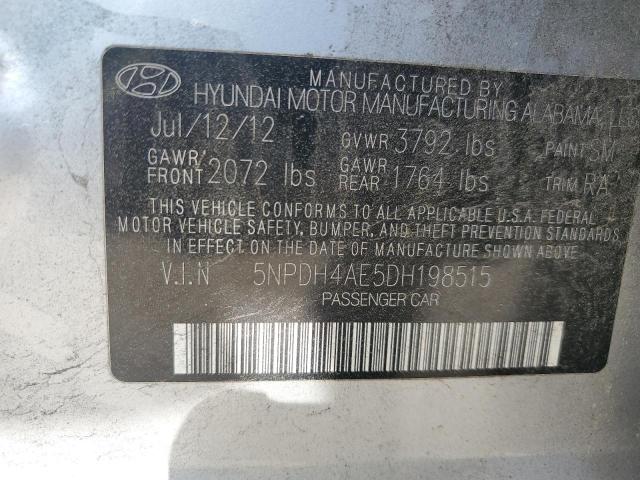 MANUFACTURED BY
HYUNDAI MOTOR MANUFACTURING ALABAMA, LLC
Jul/12/12 GVWR 3792 lbs PAINT SM
GAWR/FRONT 2072 lbs GAWR REAR 1764 lbs TRIM RA
THIS VEHICLE CONFORMS TO ALL APPLICABLE U.S.A. FEDERAL
MOTOR VEHICLE SAFETY, BUMPER, AND THEFT PREVENTION STANDARDS
IN EFFECT ON THE DATE OF MANUFACTURE SHOWN ABOVE.
V.I.N 5NPDH4AE5DH198515
PASSENGER CAR